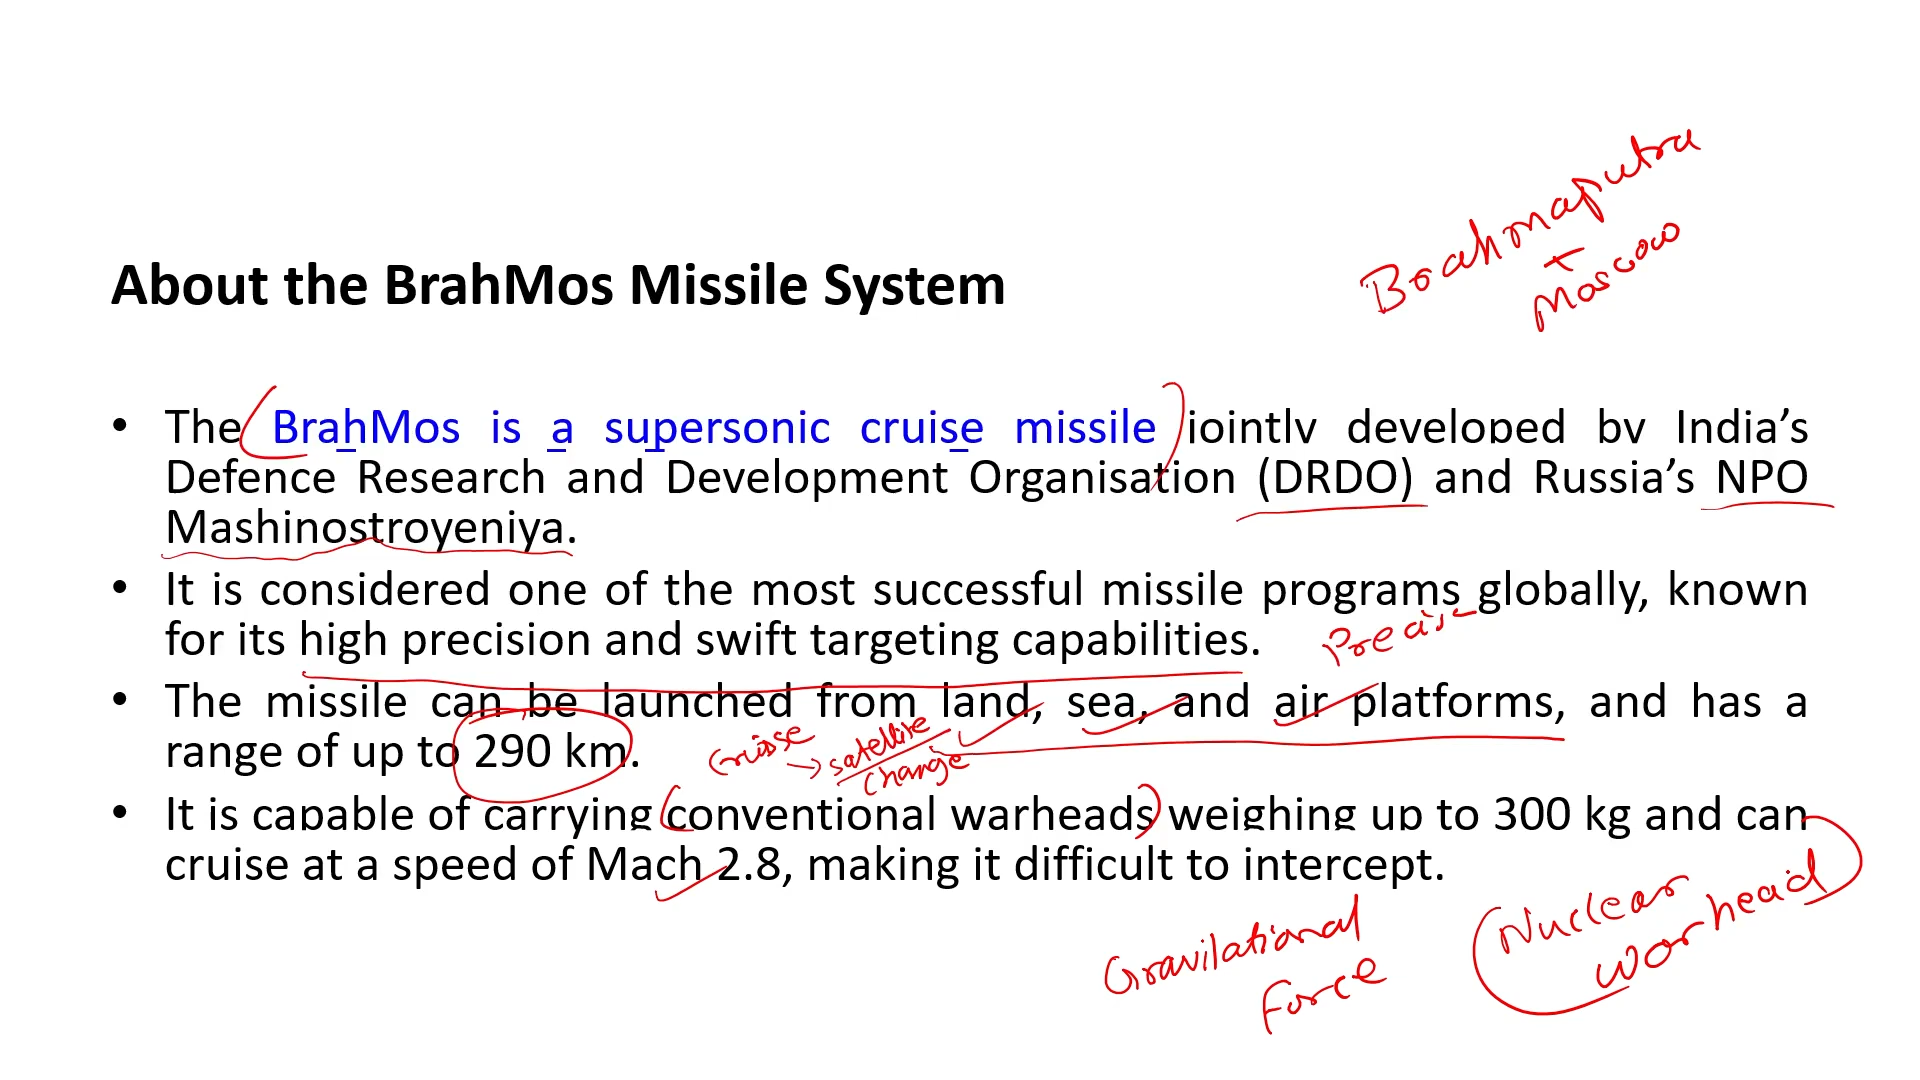 Brahmaputra
+
Moscow
About the BrahMos Missile System
• The BrahMos is a supersonic cruise missile jointly developed by India’s
Defence Research and Development Organisation (DRDO) and Russia’s NPO
Mashinostroyeniya.
• It is considered one of the most successful missile programs globally, known
for its high precision and swift targeting capabilities.
• The missile can be launched from land, sea, and air platforms, and has a
range of up to 290 km.
Cruise → satellite
change
• It is capable of carrying conventional warheads weighing up to 300 kg and can
cruise at a speed of Mach 2.8, making it difficult to intercept.
Gravitational
Force
Nuclear
warhead